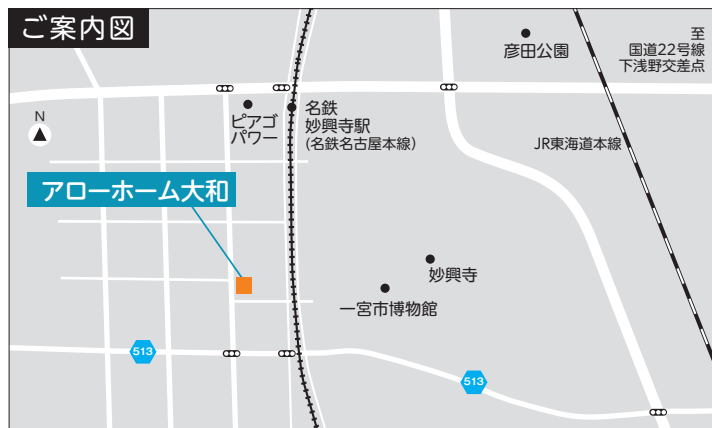 ご案内図
至
国道22号線
下浅野交差点
彦田公園
N
ピアゴ
パワー
名鉄
妙興寺駅
(名鉄名古屋本線)
JR東海道本線
アローホーム大和
妙興寺
一宮市博物館
513
513